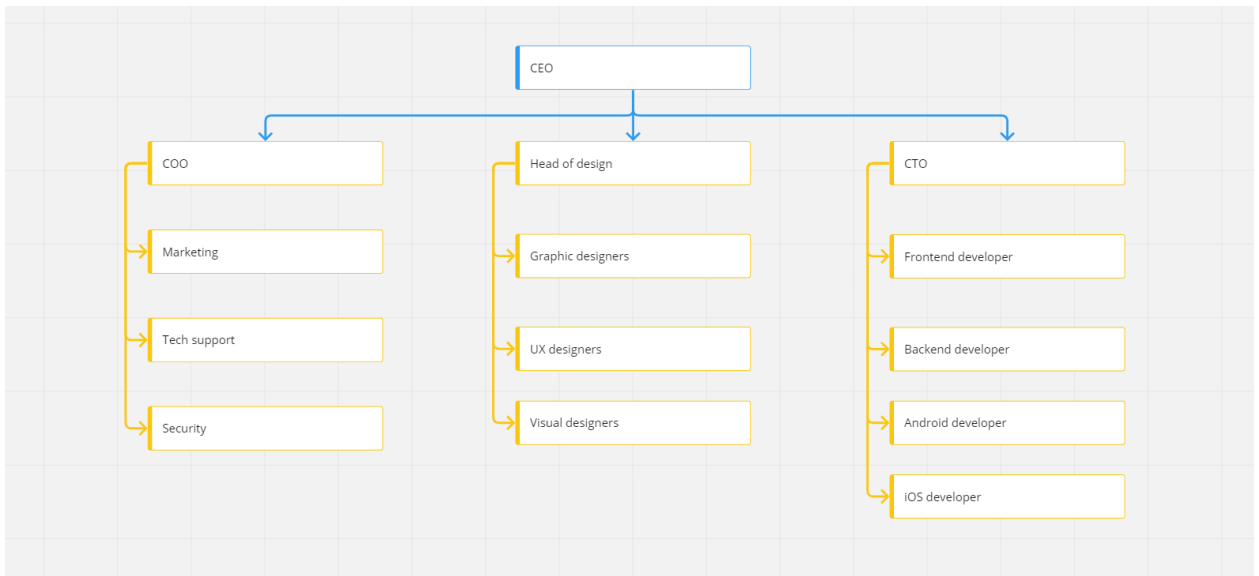 CEO
COO
Head of design
CTO
Marketing
Graphic designers
Frontend developer
Tech support
UX designers
Backend developer
Security
Visual designers
Android developer
iOS developer